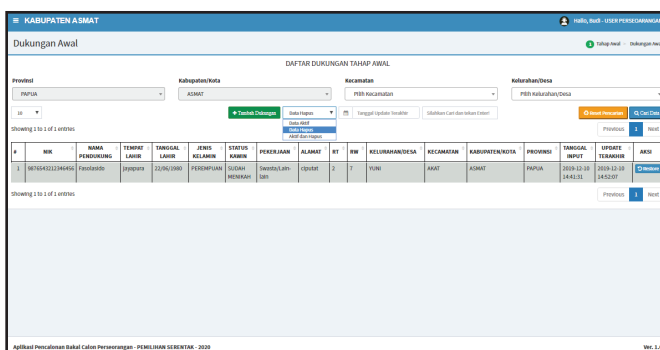 KABUPATEN ASMAT
Hallo, Budi - USER PERSEORANGAN
Dukungan Awal
1 Tahap Awal > Dukungan Awal
DAFTAR DUKUNGAN TAHAP AWAL
Provinsi Kabupaten/Kota Kecamatan Kelurahan/Desa
PAPUA ASMAT Pilih Kecamatan Pilih Kelurahan/Desa
10 + Tambah Dukungan Data Hapus Tanggal Update Terakhir Silahkan Cari dan tekan Enter! Reset Pencarian Cari Data
Data Aktif
Data Hapus
Aktif dan Hapus
Showing 1 to 1 of 1 entries Previous 1 Next
# NIK NAMA PENDUKUNG TEMPAT LAHIR TANGGAL LAHIR JENIS KELAMIN STATUS KAWIN PEKERJAAN ALAMAT RT RW KELURAHAN/DESA KECAMATAN KABUPATEN/KOTA PROVINSI TANGGAL INPUT UPDATE TERAKHIR AKSI
1 9876543212346456 Fasolasido Jayapura 22/06/1980 PEREMPUAN SUDAH MENIKAH Swasta/Lain-lain ciputat 2 7 YUNI AKAT ASMAT PAPUA 2019-12-10 14:41:31 2019-12-10 14:52:07 Restore
Showing 1 to 1 of 1 entries Previous 1 Next
Aplikasi Pencalonan Bakal Calon Perseorangan - PEMILIHAN SERENTAK - 2020